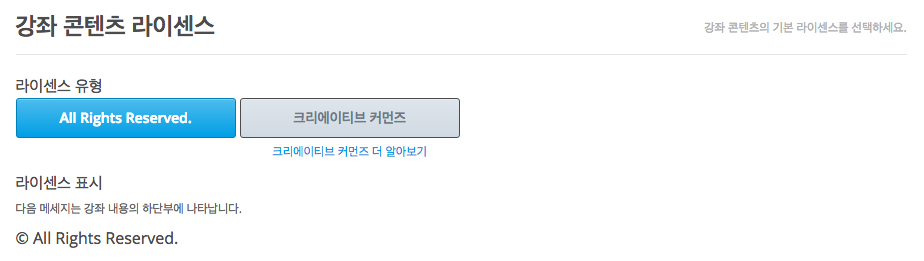 강좌 콘텐츠 라이센스
강좌 콘텐츠의 기본 라이센스를 선택하세요.
라이센스 유형
All Rights Reserved.
크리에이티브 커먼즈
크리에이티브 커먼즈 더 알아보기
라이센스 표시
다음 메세지는 강좌 내용의 하단부에 나타납니다.
© All Rights Reserved.